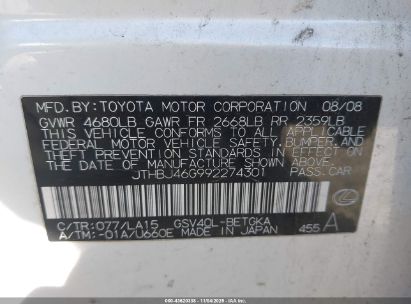 MFD.BY:TOYOTA MOTOR CORPORATION 08/08
GVWR 4680LB GAWR FR 2668LB RR 2359LB
THIS VEHICLE CONFORMS TO ALL APPLICABLE
FEDERAL MOTOR VEHICLE SAFETY, BUMPER, AND
THEFT PREVENTION STANDARDS IN EFFECT ON
THE DATE OF MANUFACTURE SHOWN ABOVE.
JTHBJ46G992274301 PASS.CAR
C/TR:077/LA15 GSV40L-BETGKA
A/TM:-01A/U660E MADE IN JAPAN 455 A